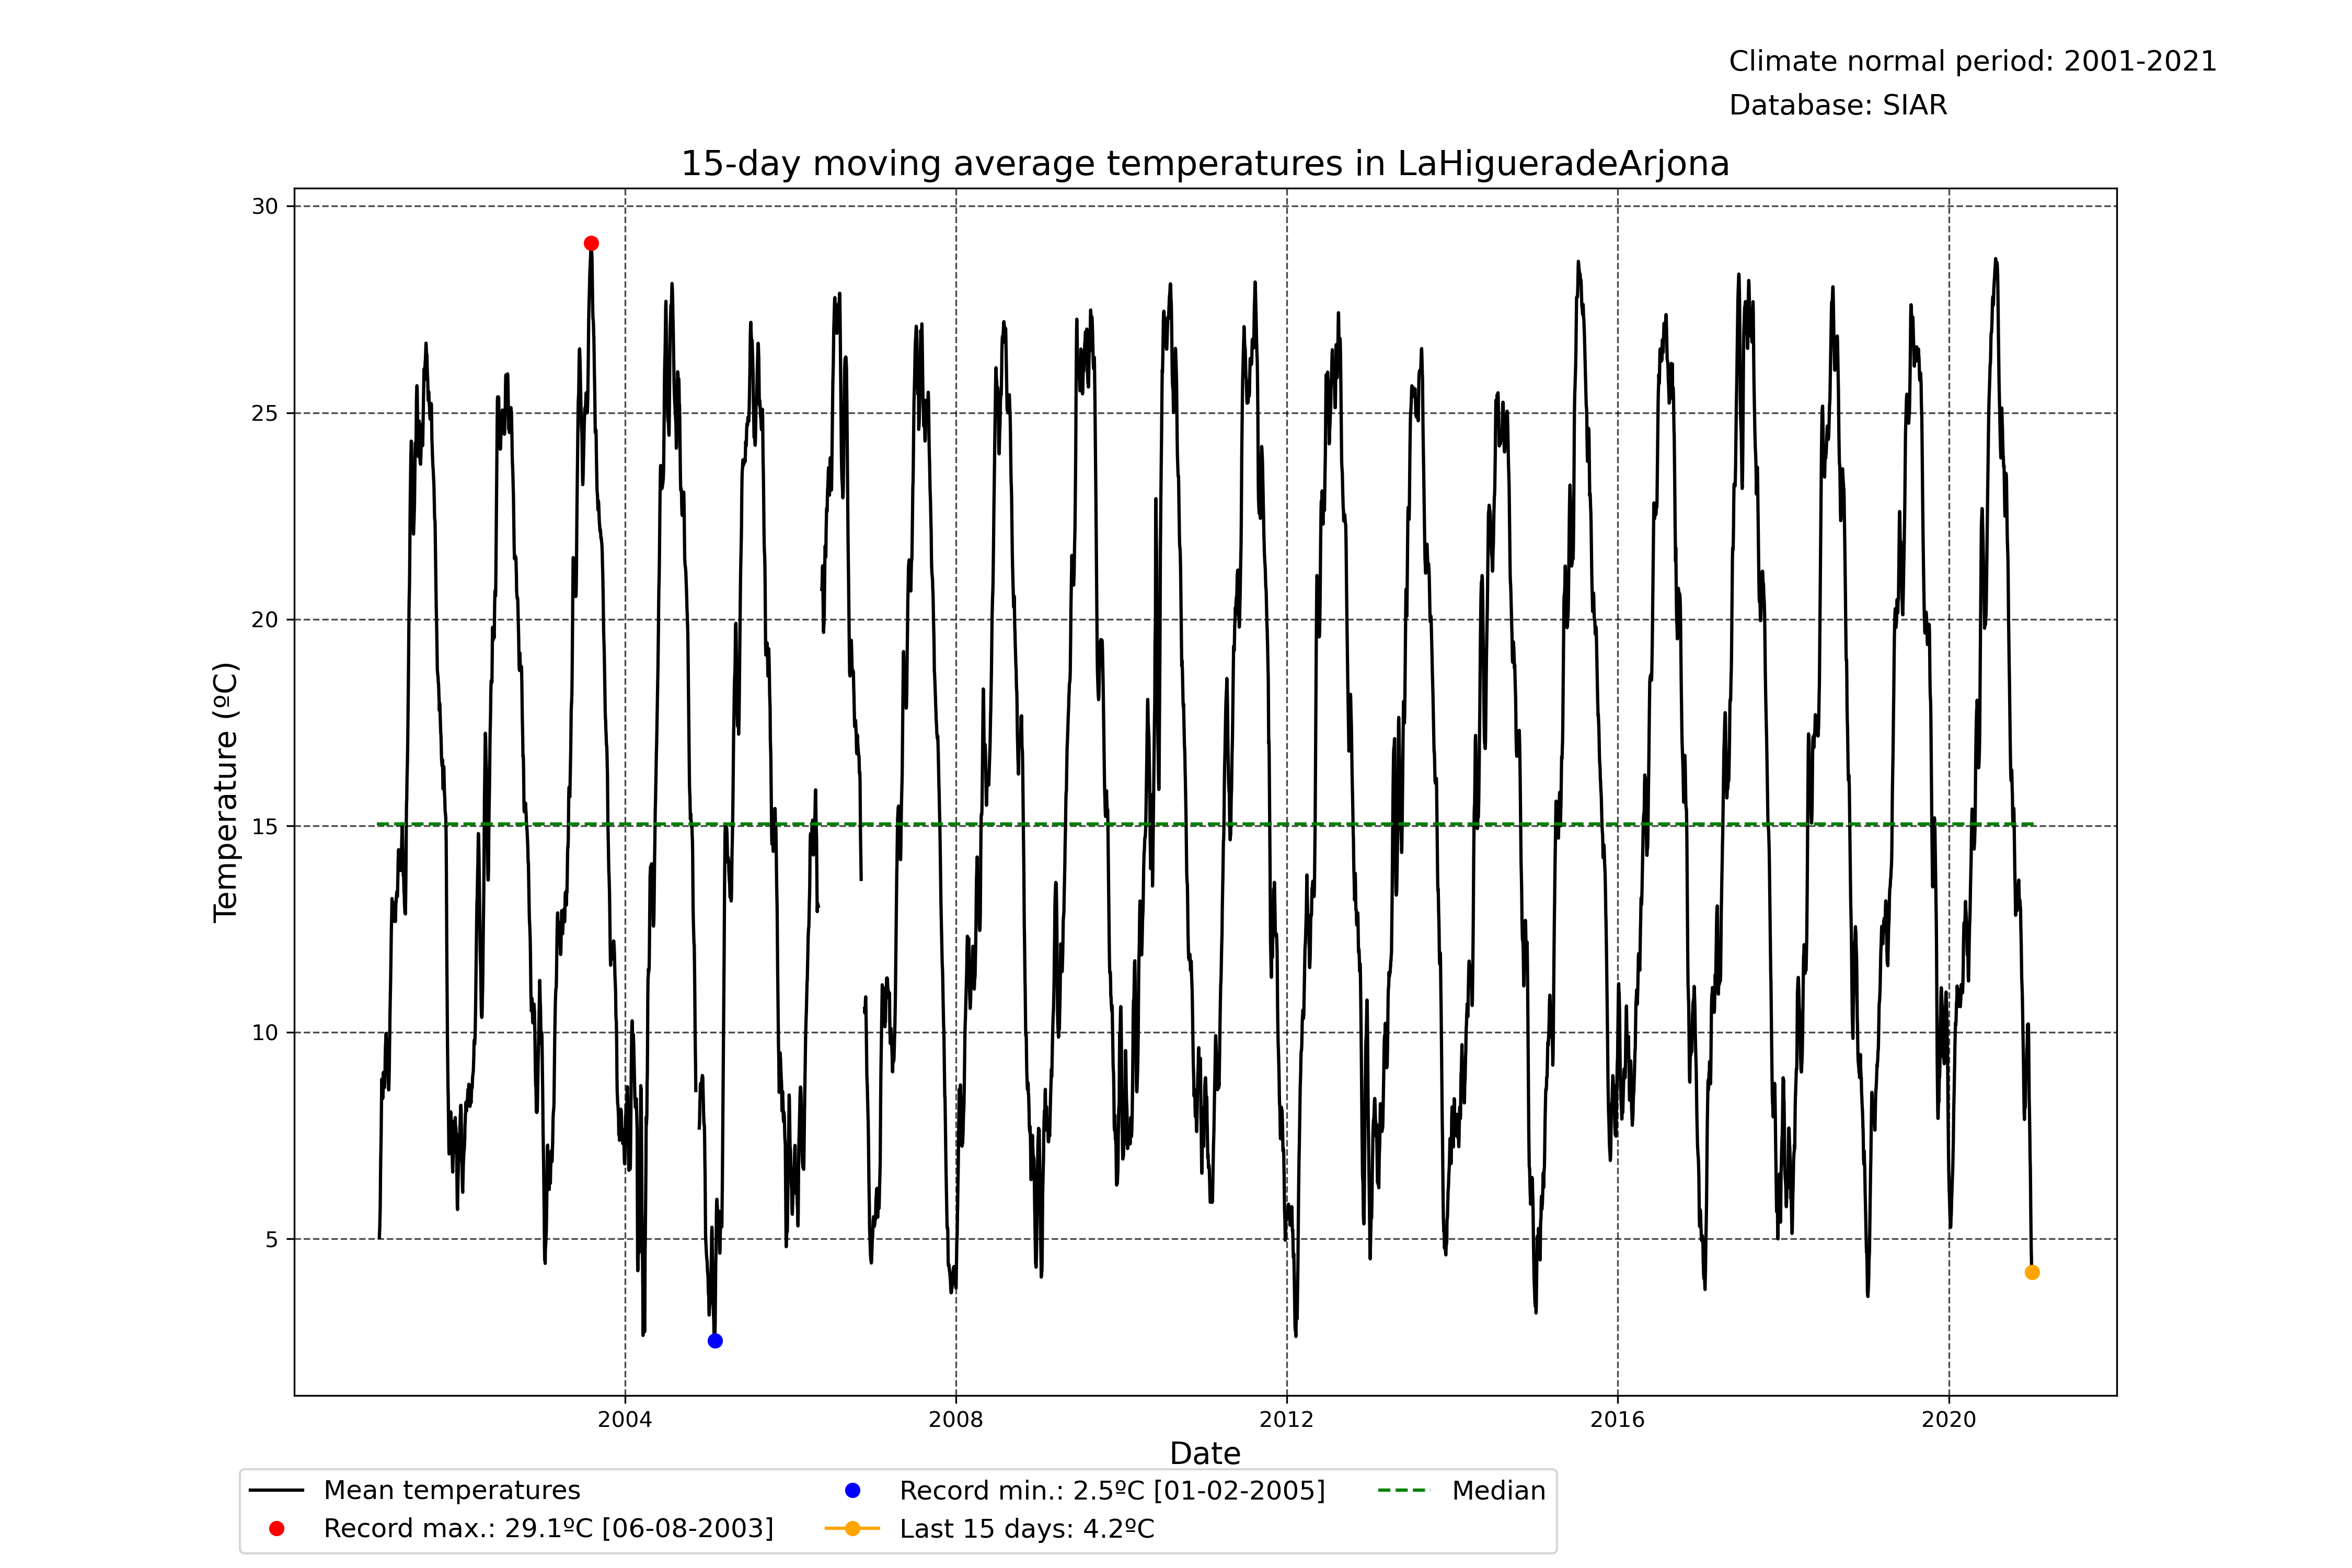 Climate normal period: 2001-2021
Database: SIAR
15-day moving average temperatures in LaHigueradeArjona
30
25
20
15
10
5
Temperature (ºC)
2004 2008 2012 2016 2020
Date
Mean temperatures
Record max.: 29.1ºC [06-08-2003]
Record min.: 2.5ºC [01-02-2005]
Last 15 days: 4.2ºC
Median